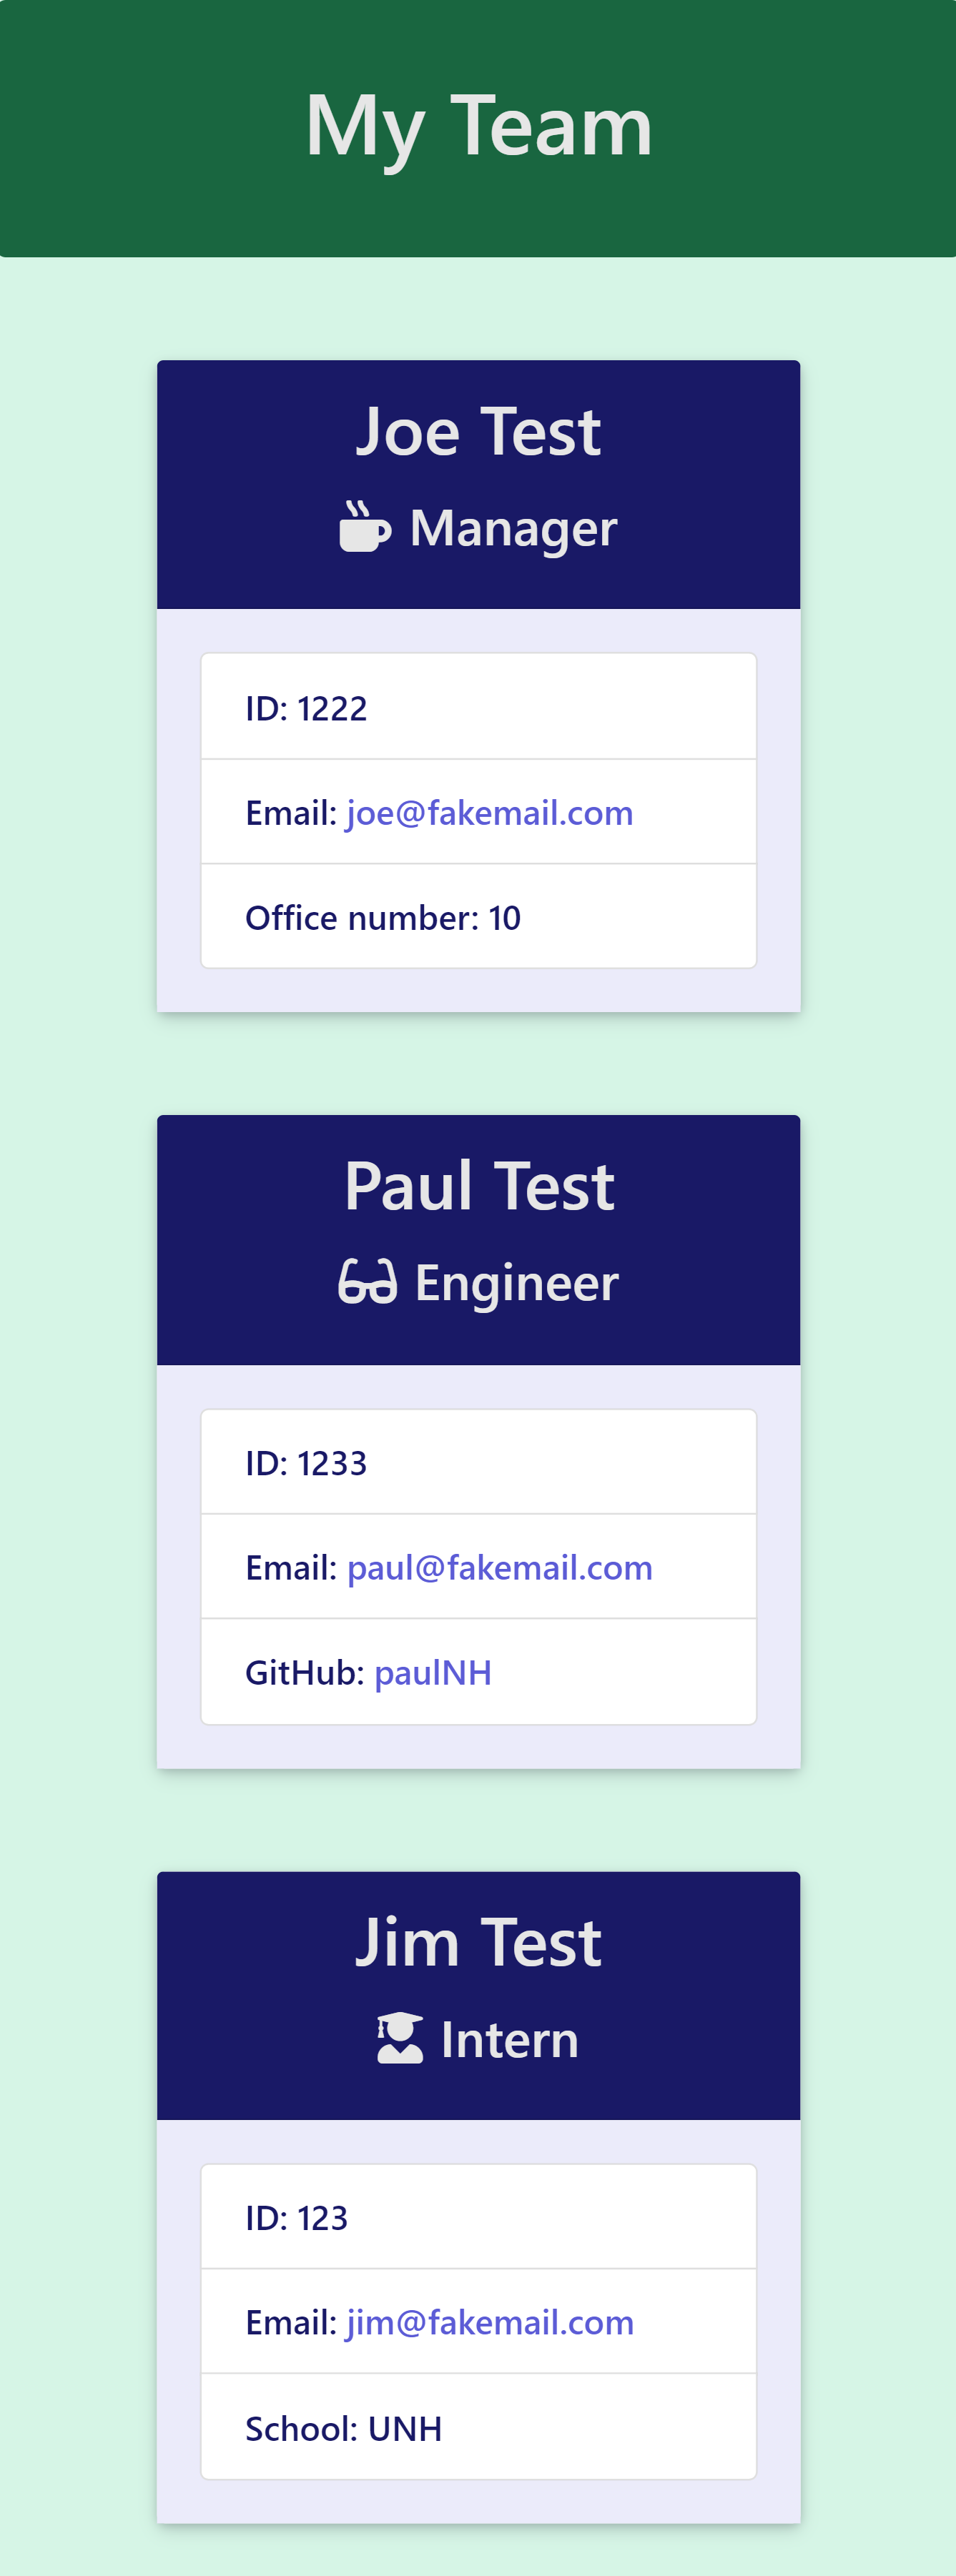 My Team
Joe Test
Manager
ID: 1222
Email: joe@fakemail.com
Office number: 10
Paul Test
Engineer
ID: 1233
Email: paul@fakemail.com
GitHub: paulNH
Jim Test
Intern
ID: 123
Email: jim@fakemail.com
School: UNH